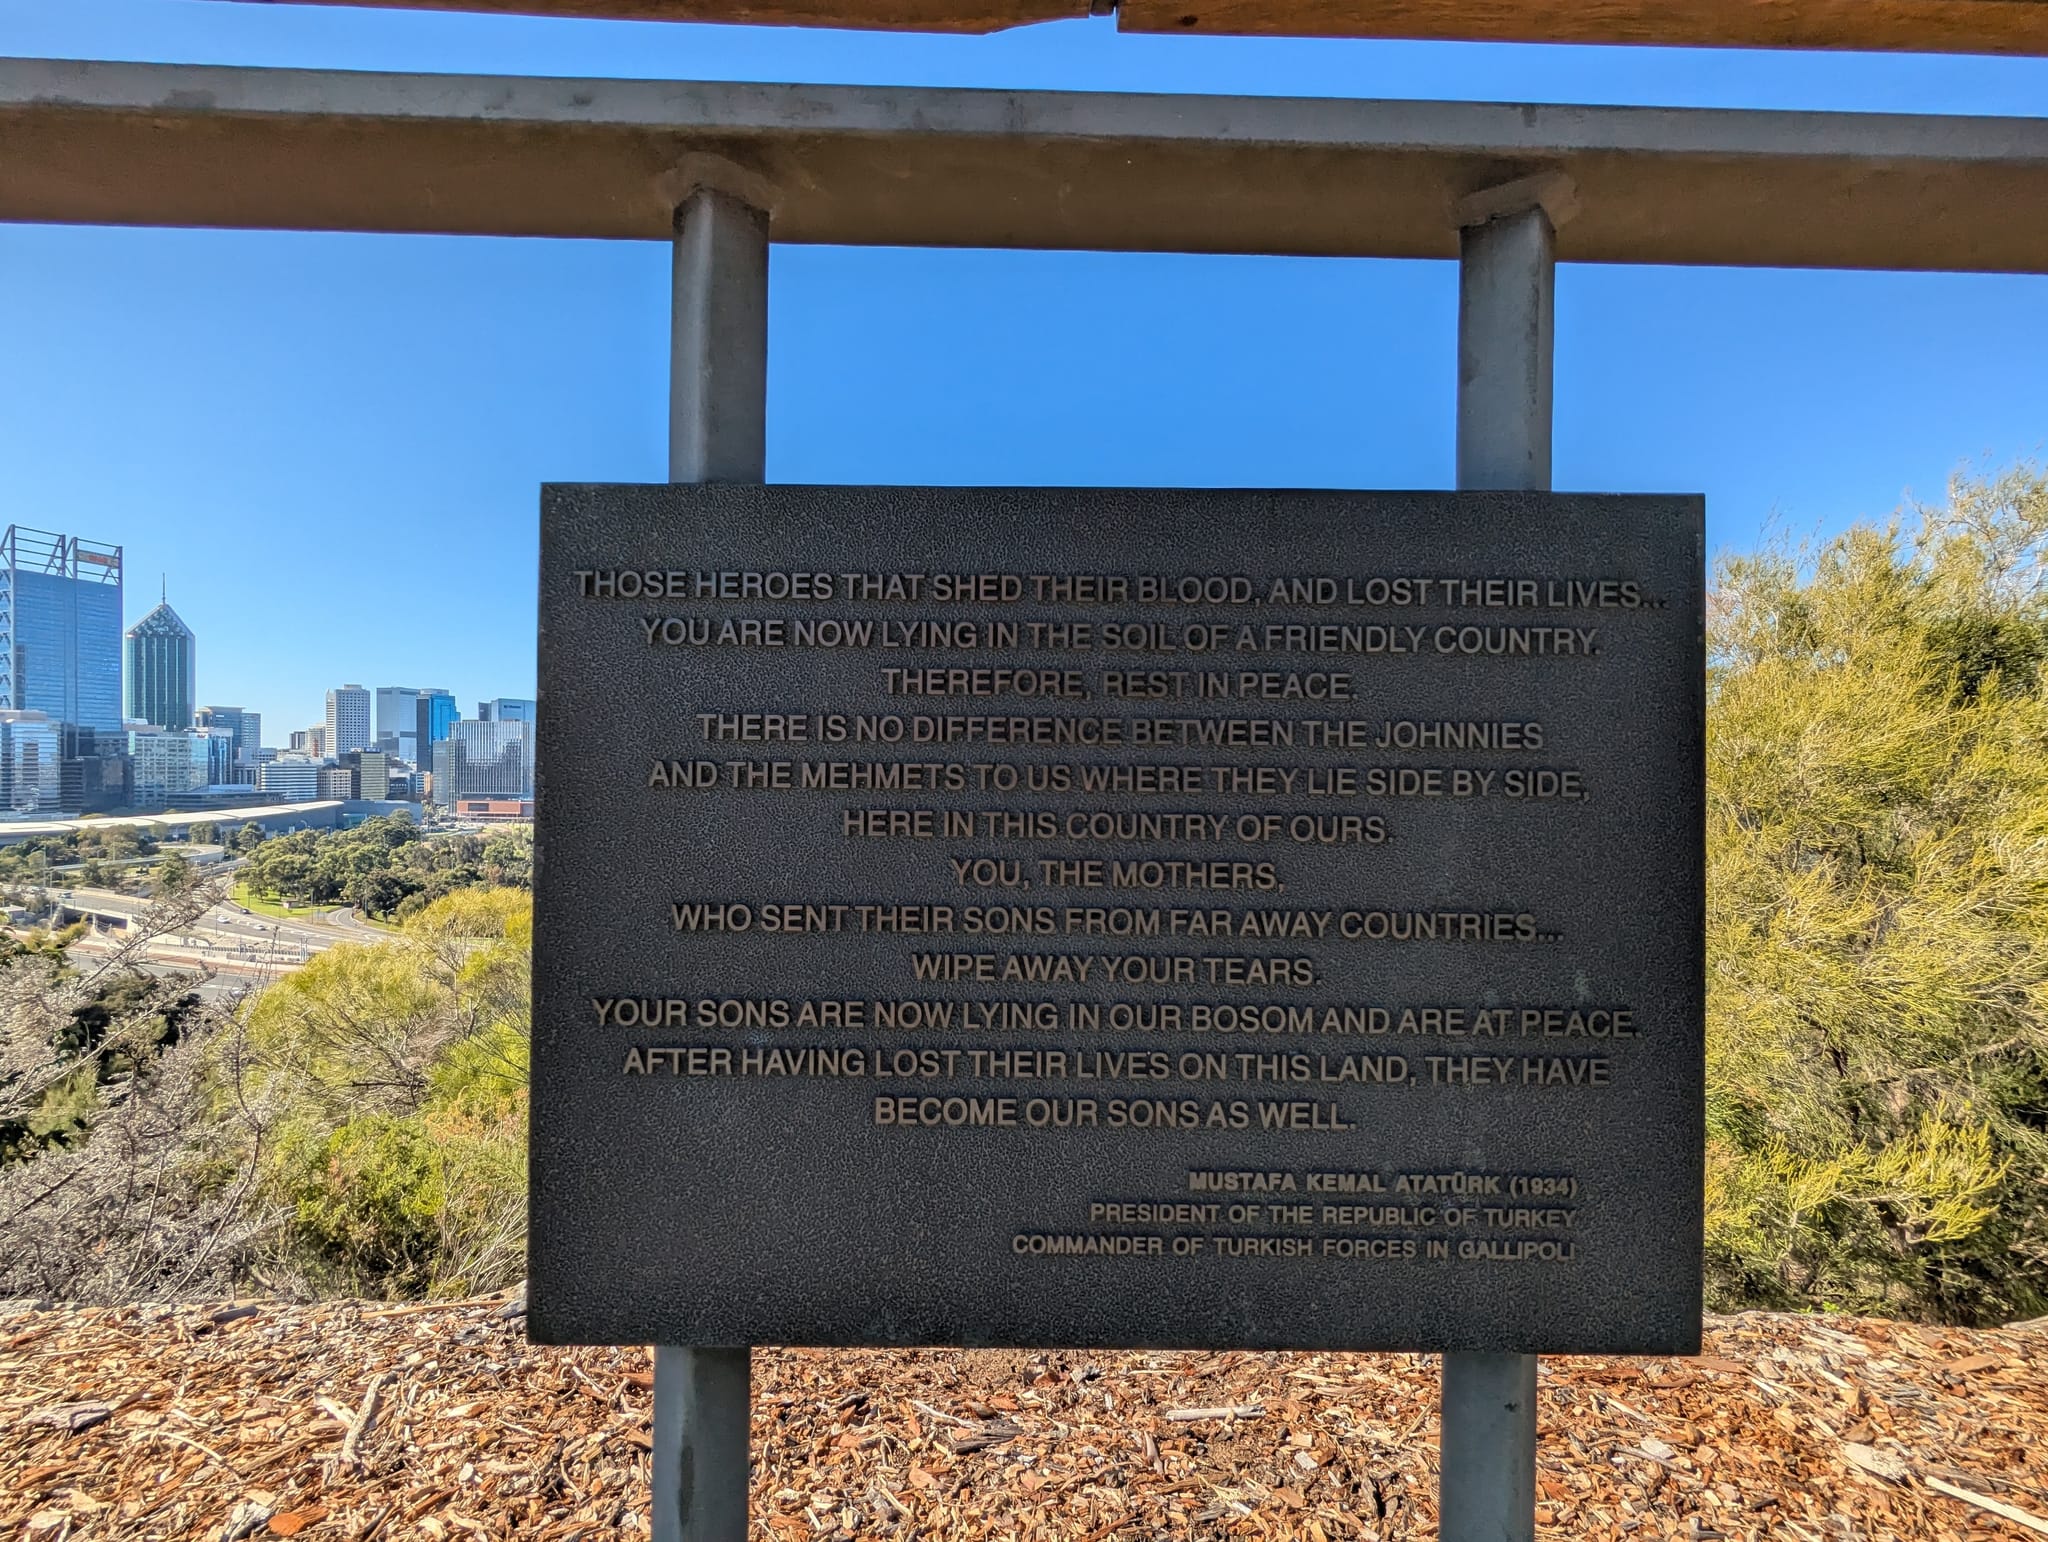 THOSE HEROES THAT SHED THEIR BLOOD, AND LOST THEIR LIVES...
YOU ARE NOW LYING IN THE SOIL OF A FRIENDLY COUNTRY.
THEREFORE, REST IN PEACE.
THERE IS NO DIFFERENCE BETWEEN THE JOHNNIES
AND THE MEHMETS TO US WHERE THEY LIE SIDE BY SIDE,
HERE IN THIS COUNTRY OF OURS.
YOU, THE MOTHERS,
WHO SENT THEIR SONS FROM FAR AWAY COUNTRIES...
WIPE AWAY YOUR TEARS.
YOUR SONS ARE NOW LYING IN OUR BOSOM AND ARE AT PEACE.
AFTER HAVING LOST THEIR LIVES ON THIS LAND, THEY HAVE
BECOME OUR SONS AS WELL.
MUSTAFA KEMAL ATATÜRK (1934)
PRESIDENT OF THE REPUBLIC OF TURKEY
COMMANDER OF TURKISH FORCES IN GALLIPOLI